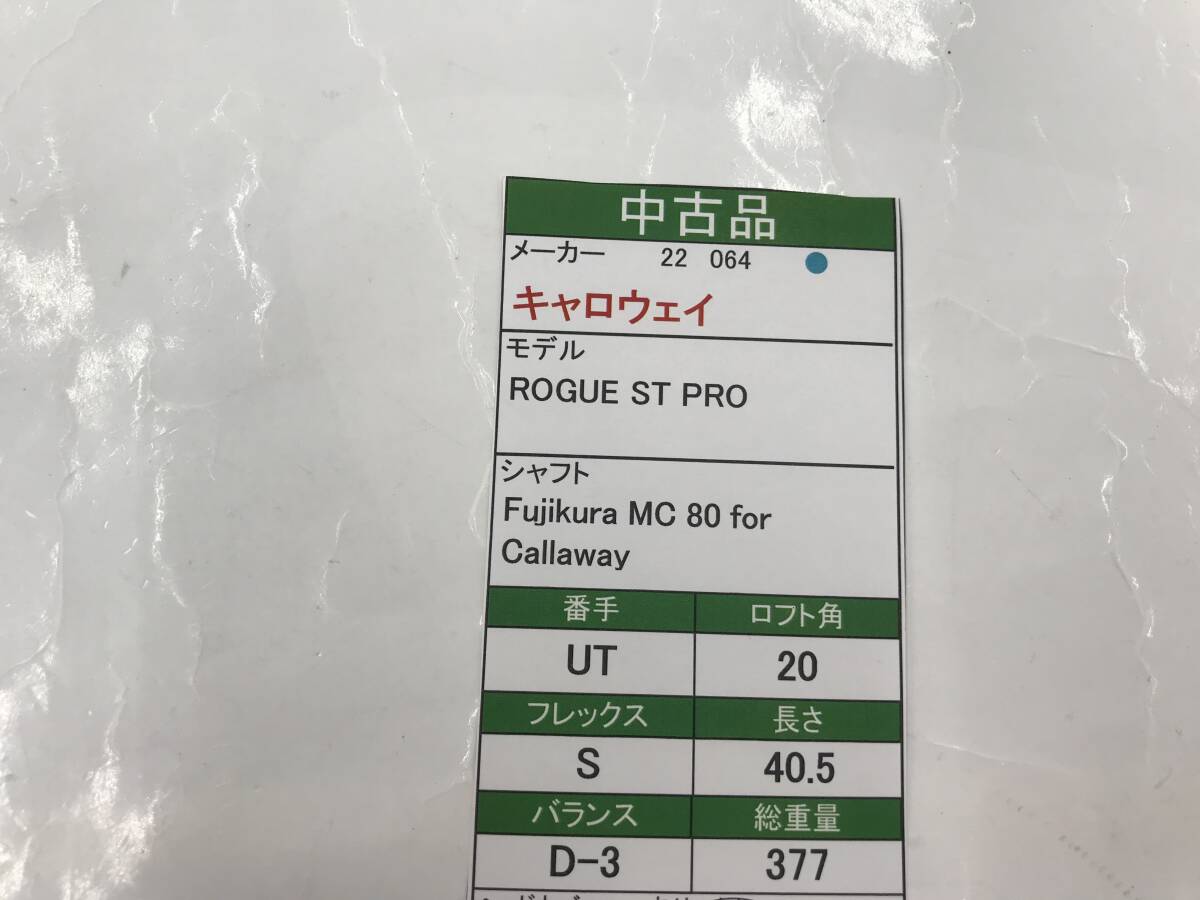 中古品
メーカー 22 064
キャロウェイ
モデル
ROGUE ST PRO
シャフト
Fujikura MC 80 for
Callaway
番手 ロフト角
UT 20
フレックス 長さ
S 40.5
バランス 総重量
D-3 377